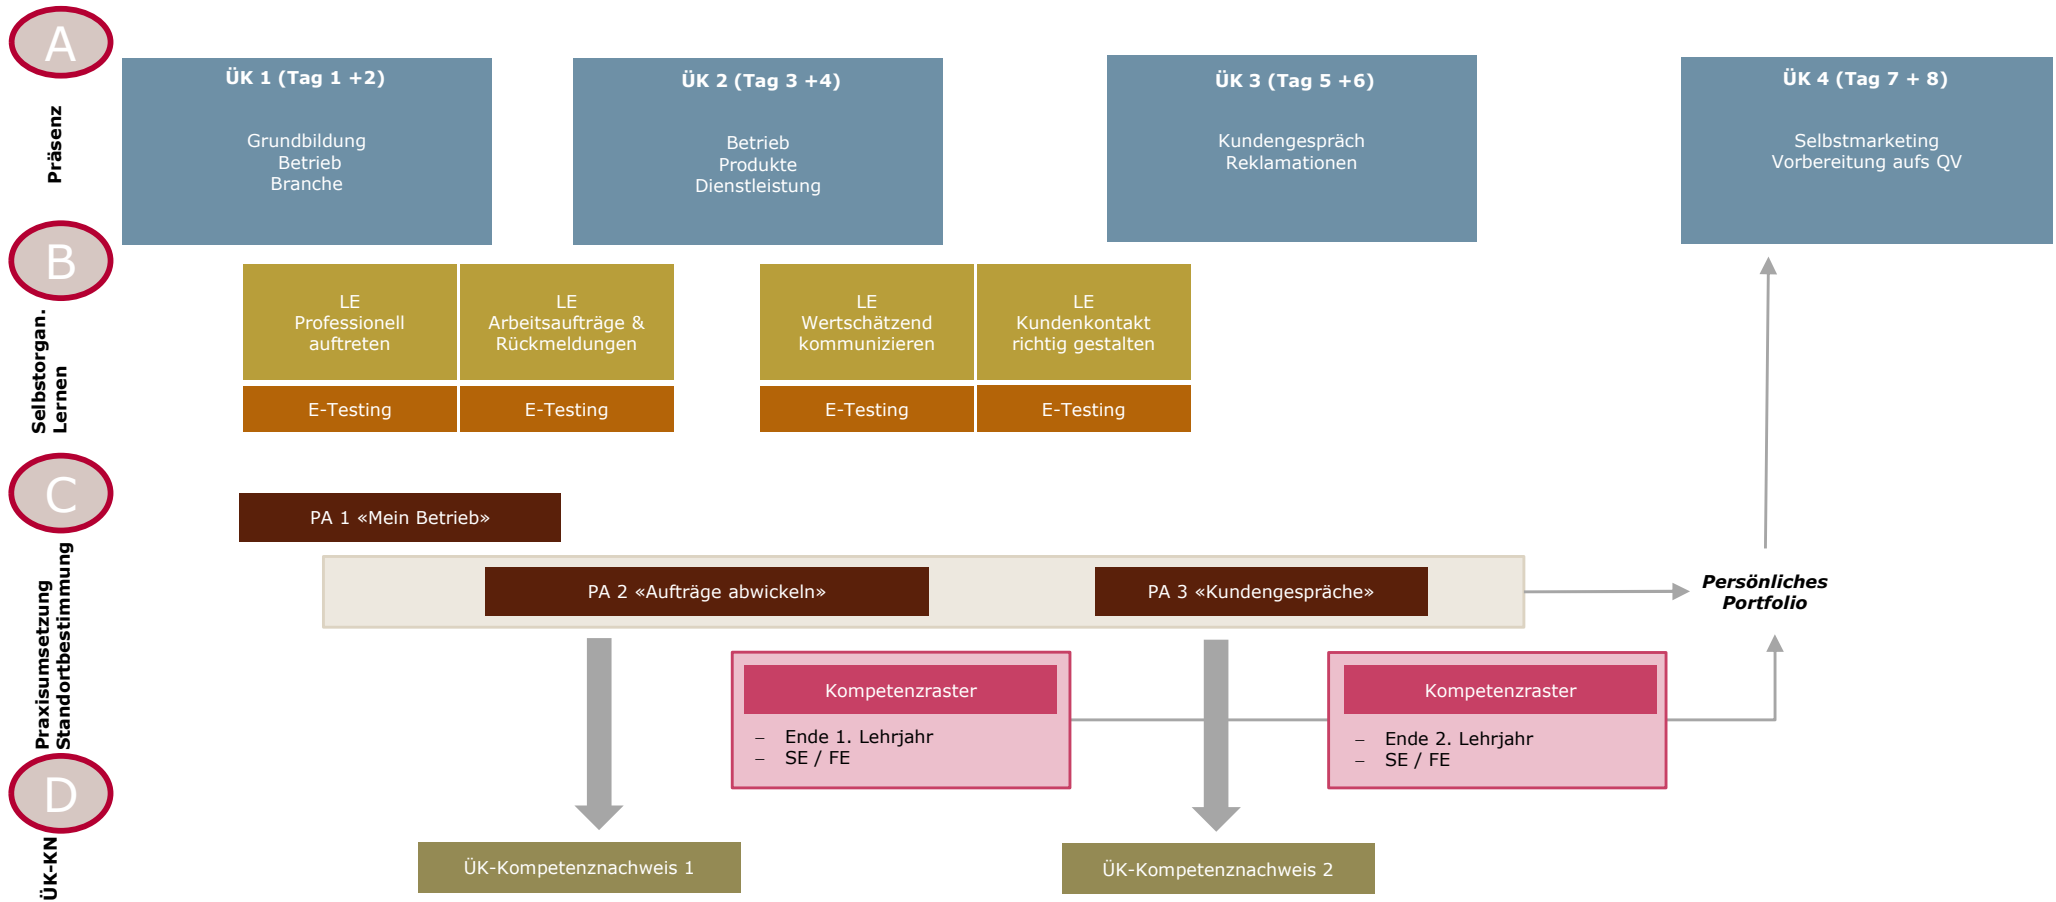 A
Präsenz
ÜK 1 (Tag 1 +2)
Grundbildung
Betrieb
Branche
ÜK 2 (Tag 3 +4)
Betrieb
Produkte
Dienstleistung
ÜK 3 (Tag 5 +6)
Kundengespräch
Reklamationen
ÜK 4 (Tag 7 + 8)
Selbstmarketing
Vorbereitung aufs QV
B
Selbstorgan.
Lernen
LE
Professionell
auftreten
LE
Arbeitsaufträge &
Rückmeldungen
LE
Wertschätzend
kommunizieren
LE
Kundenkontakt
richtig gestalten
E-Testing
E-Testing
E-Testing
E-Testing
C
Praxisumsetzung
Standortbestimmung
PA 1 «Mein Betrieb»
PA 2 «Aufträge abwickeln»
PA 3 «Kundengespräche»
Persönliches
Portfolio
Kompetenzraster
– Ende 1. Lehrjahr
– SE / FE
Kompetenzraster
– Ende 2. Lehrjahr
– SE / FE
D
ÜK-KN
ÜK-Kompetenznachweis 1
ÜK-Kompetenznachweis 2